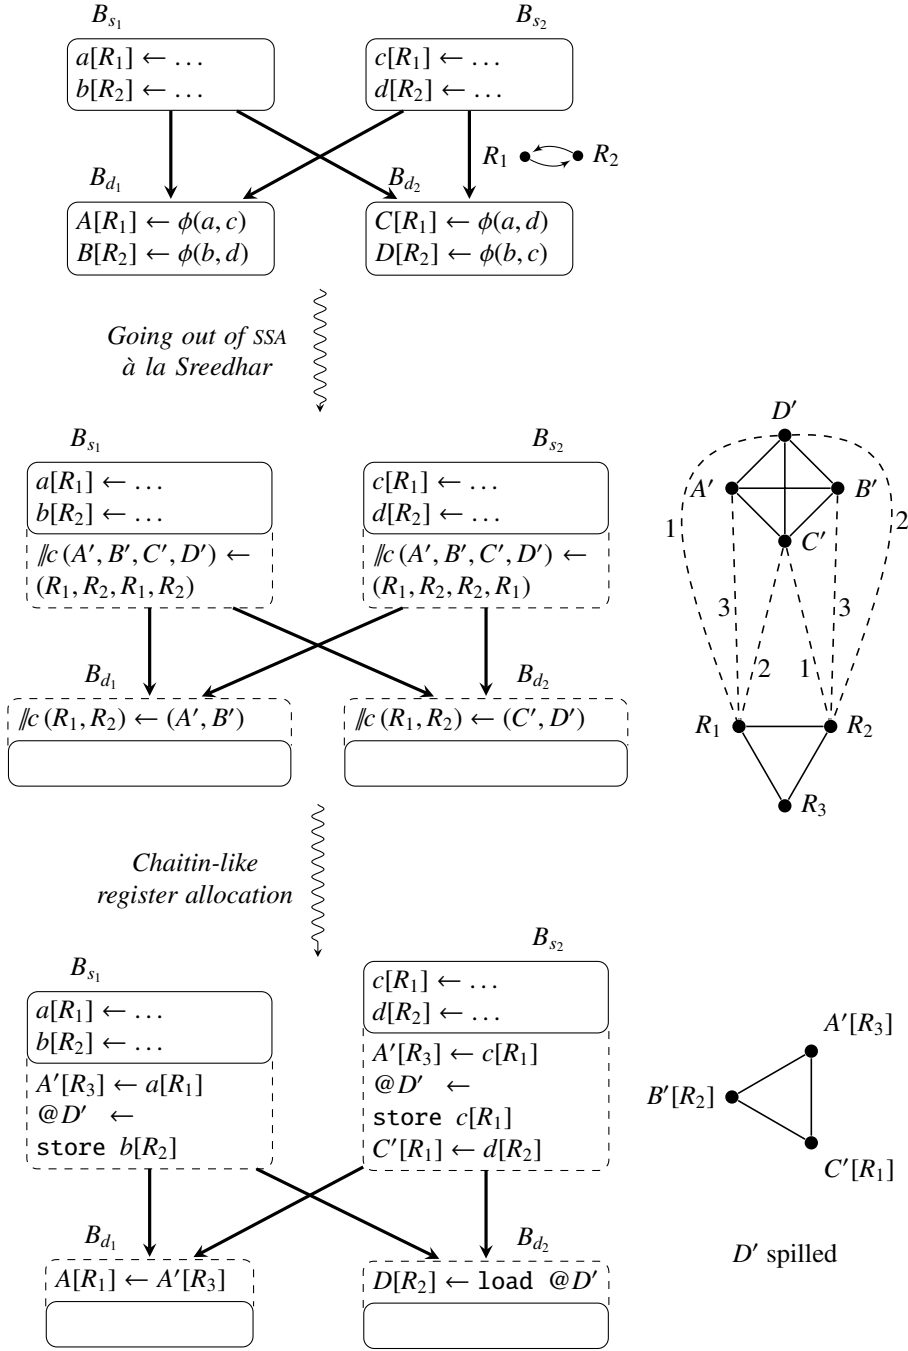 B_{s_1} B_{s_2}
a[R_1] ← … c[R_1] ← …
b[R_2] ← … d[R_2] ← …
R_1 R_2
B_{d_1} B_{d_2}
A[R_1] ← ϕ(a, c) C[R_1] ← ϕ(a, d)
B[R_2] ← ϕ(b, d) D[R_2] ← ϕ(b, c)
Going out of SSA
à la Sreedhar
D′
B_{s_1} B_{s_2}
a[R_1] ← … c[R_1] ← … A′ B′
b[R_2] ← … d[R_2] ← … 1 2
C′
//c (A′, B′, C′, D′) ← //c (A′, B′, C′, D′) ←
(R_1, R_2, R_1, R_2) (R_1, R_2, R_2, R_1)
3 3
2 1
B_{d_1} B_{d_2}
//c (R_1, R_2) ← (A′, B′) //c (R_1, R_2) ← (C′, D′) R_1 R_2
R_3
Chaitin-like
register allocation
B_{s_2}
B_{s_1}
c[R_1] ← …
a[R_1] ← … d[R_2] ← …
b[R_2] ← … A′[R_3]
A′[R_3] ← c[R_1]
A′[R_3] ← a[R_1] @D′ ← B′[R_2]
@D′ ← store c[R_1]
store b[R_2] C′[R_1] ← d[R_2]
C′[R_1]
B_{d_1} B_{d_2}
D′ spilled
A[R_1] ← A′[R_3] D[R_2] ← load @D′